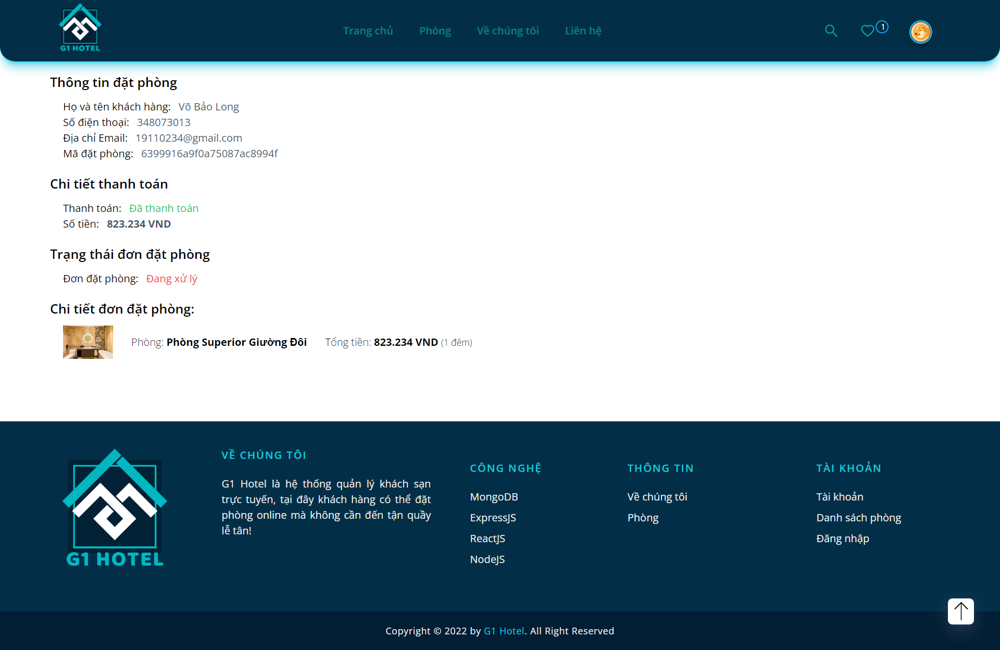 G1 HOTEL
Trang chủ
Phòng
Về chúng tôi
Liên hệ
1
Thông tin đặt phòng
Họ và tên khách hàng: Võ Bảo Long
Số điện thoại: 348073013
Địa chỉ Email: 19110234@gmail.com
Mã đặt phòng: 6399916a9f0a75087ac8994f
Chi tiết thanh toán
Thanh toán: Đã thanh toán
Số tiền: 823.234 VND
Trạng thái đơn đặt phòng
Đơn đặt phòng: Đang xử lý
Chi tiết đơn đặt phòng:
Phòng: Phòng Superior Giường Đôi Tổng tiền: 823.234 VND (1 đêm)
G1 HOTEL
VỀ CHÚNG TÔI
G1 Hotel là hệ thống quản lý khách sạn
trực tuyến, tại đây khách hàng có thể đặt
phòng online mà không cần đến tận quầy
lễ tân!
CÔNG NGHỆ
MongoDB
ExpressJS
ReactJS
NodeJS
THÔNG TIN
Về chúng tôi
Phòng
TÀI KHOẢN
Tài khoản
Danh sách phòng
Đăng nhập
Copyright © 2022 by G1 Hotel. All Right Reserved